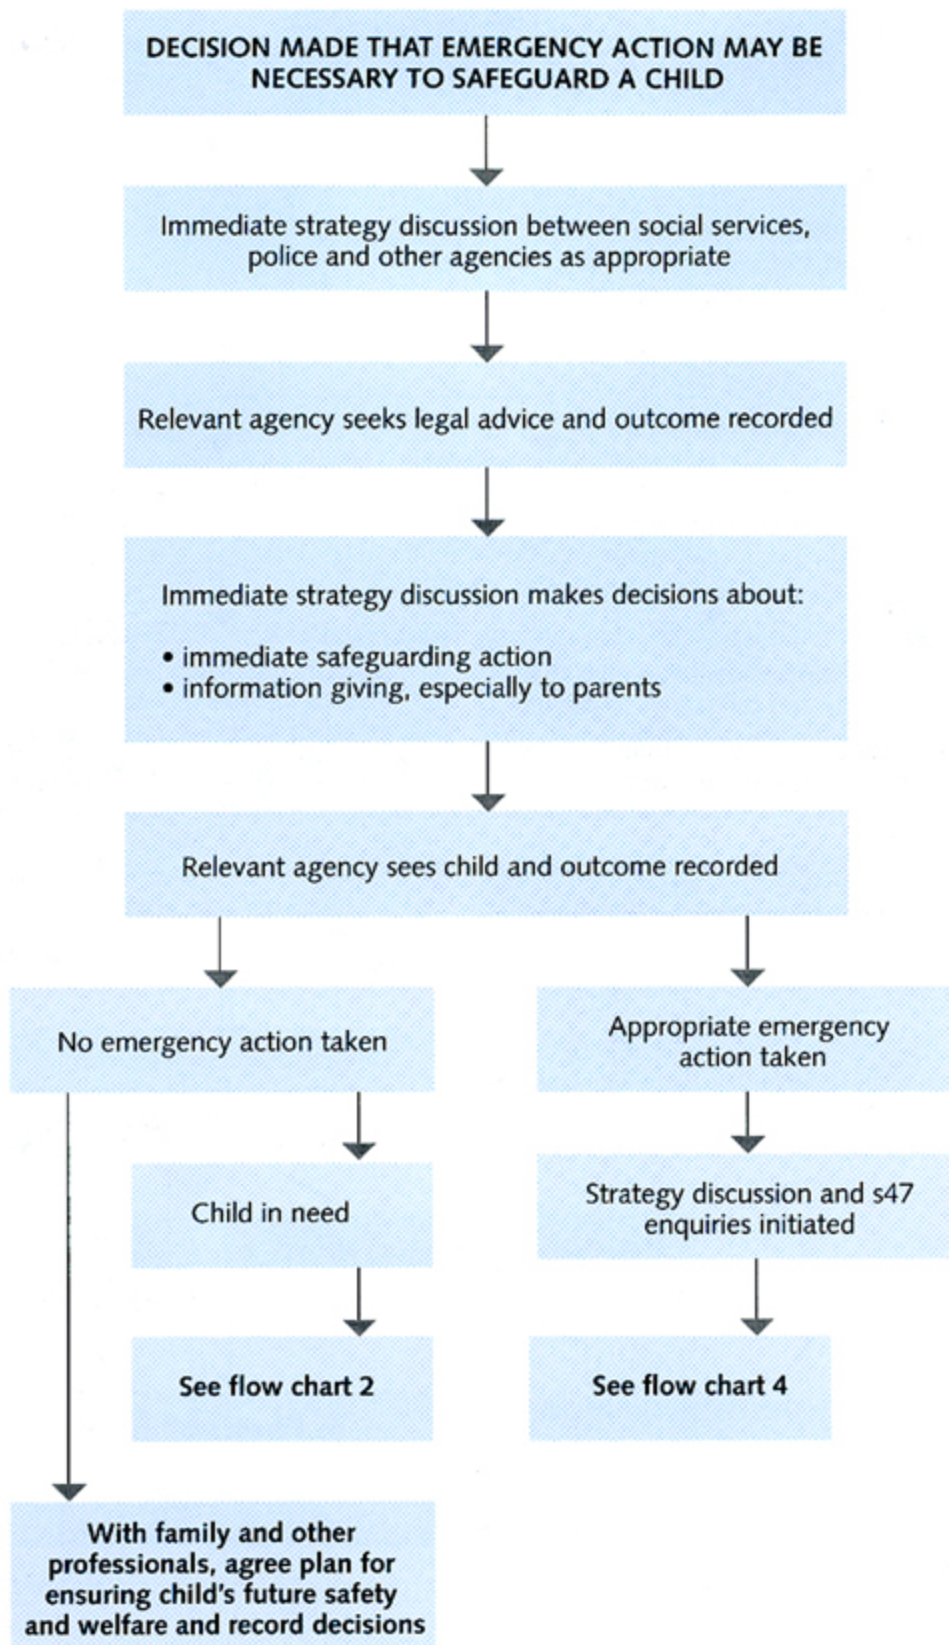 DECISION MADE THAT EMERGENCY ACTION MAY BE
NECESSARY TO SAFEGUARD A CHILD
Immediate strategy discussion between social services,
police and other agencies as appropriate
Relevant agency seeks legal advice and outcome recorded
Immediate strategy discussion makes decisions about:
• immediate safeguarding action
• information giving, especially to parents
Relevant agency sees child and outcome recorded
No emergency action taken
Appropriate emergency
action taken
Child in need
Strategy discussion and s47
enquiries initiated
See flow chart 2
See flow chart 4
With family and other
professionals, agree plan for
ensuring child's future safety
and welfare and record decisions